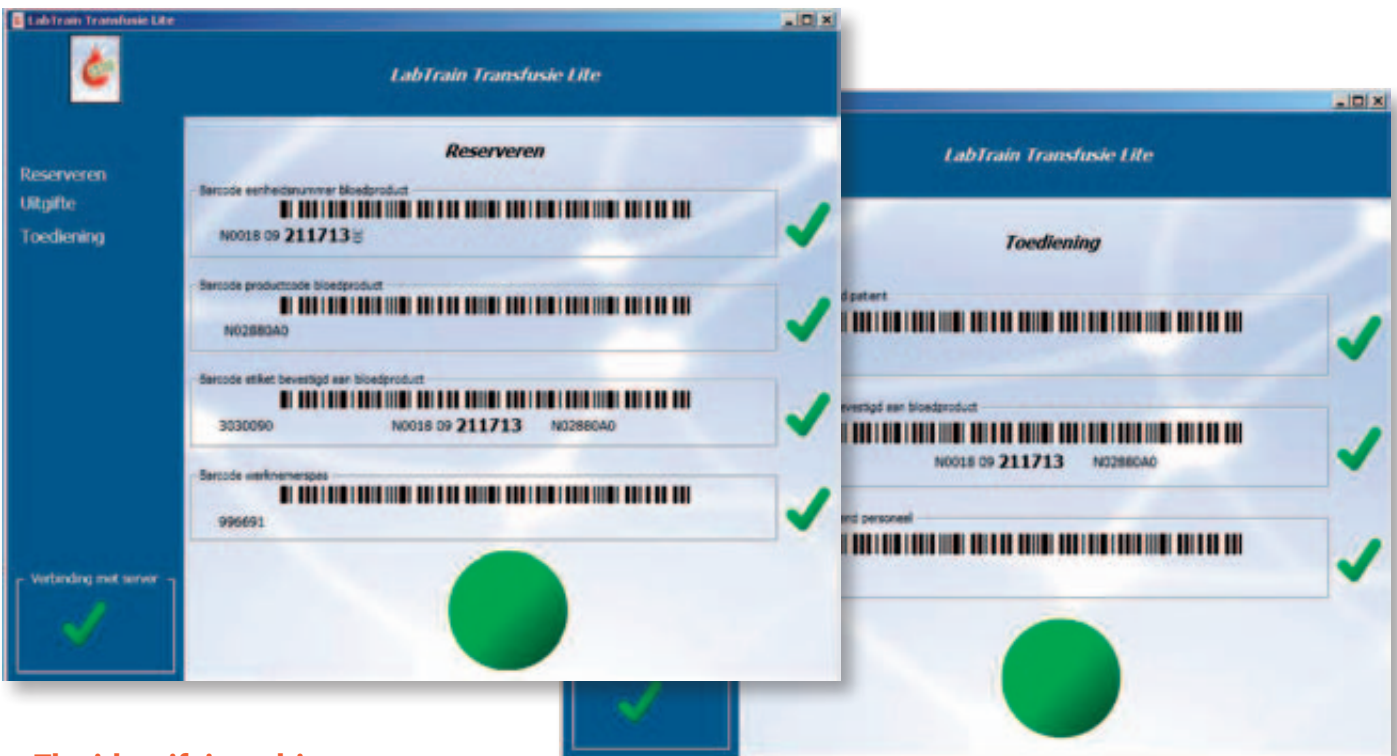 LabTrain Transfusie Lite
LabTrain Transfusie Lite
Reserveren
Uitgifte
Toediening
Reserveren
Barcode eenheidsnummer bloedproduct
N0018 09 211713
Barcode productcode bloedproduct
N02880A0
Barcode etiket bevestigd aan bloedproduct
3030090 N0018 09 211713 N02880A0
Barcode werknemerspas
996691
Verbinding met server
LabTrain Transfusie Lite
Toediening
d patient
evestigd aan bloedproduct
N0018 09 211713 N02880A0
end personeel